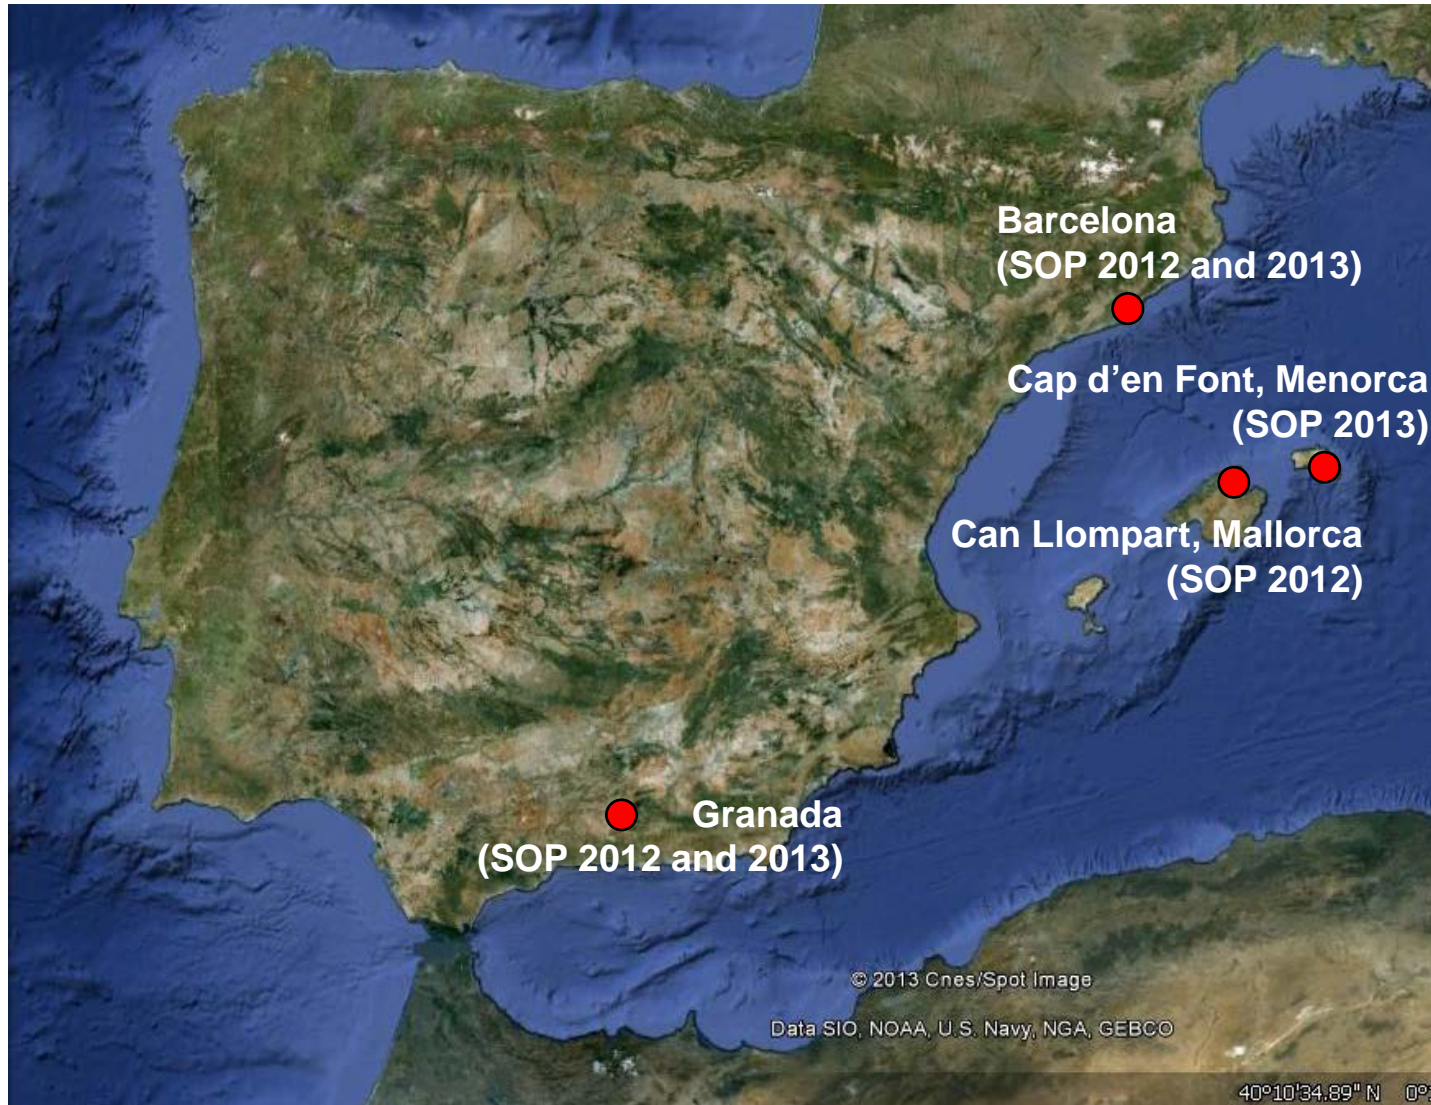 Barcelona
(SOP 2012 and 2013)
Cap d’en Font, Menorca
(SOP 2013)
Can Llompart, Mallorca
(SOP 2012)
Granada
(SOP 2012 and 2013)
© 2013 Cnes/Spot Image
Data SIO, NOAA, U.S. Navy, NGA, GEBCO
40°10'34.89" N 0°